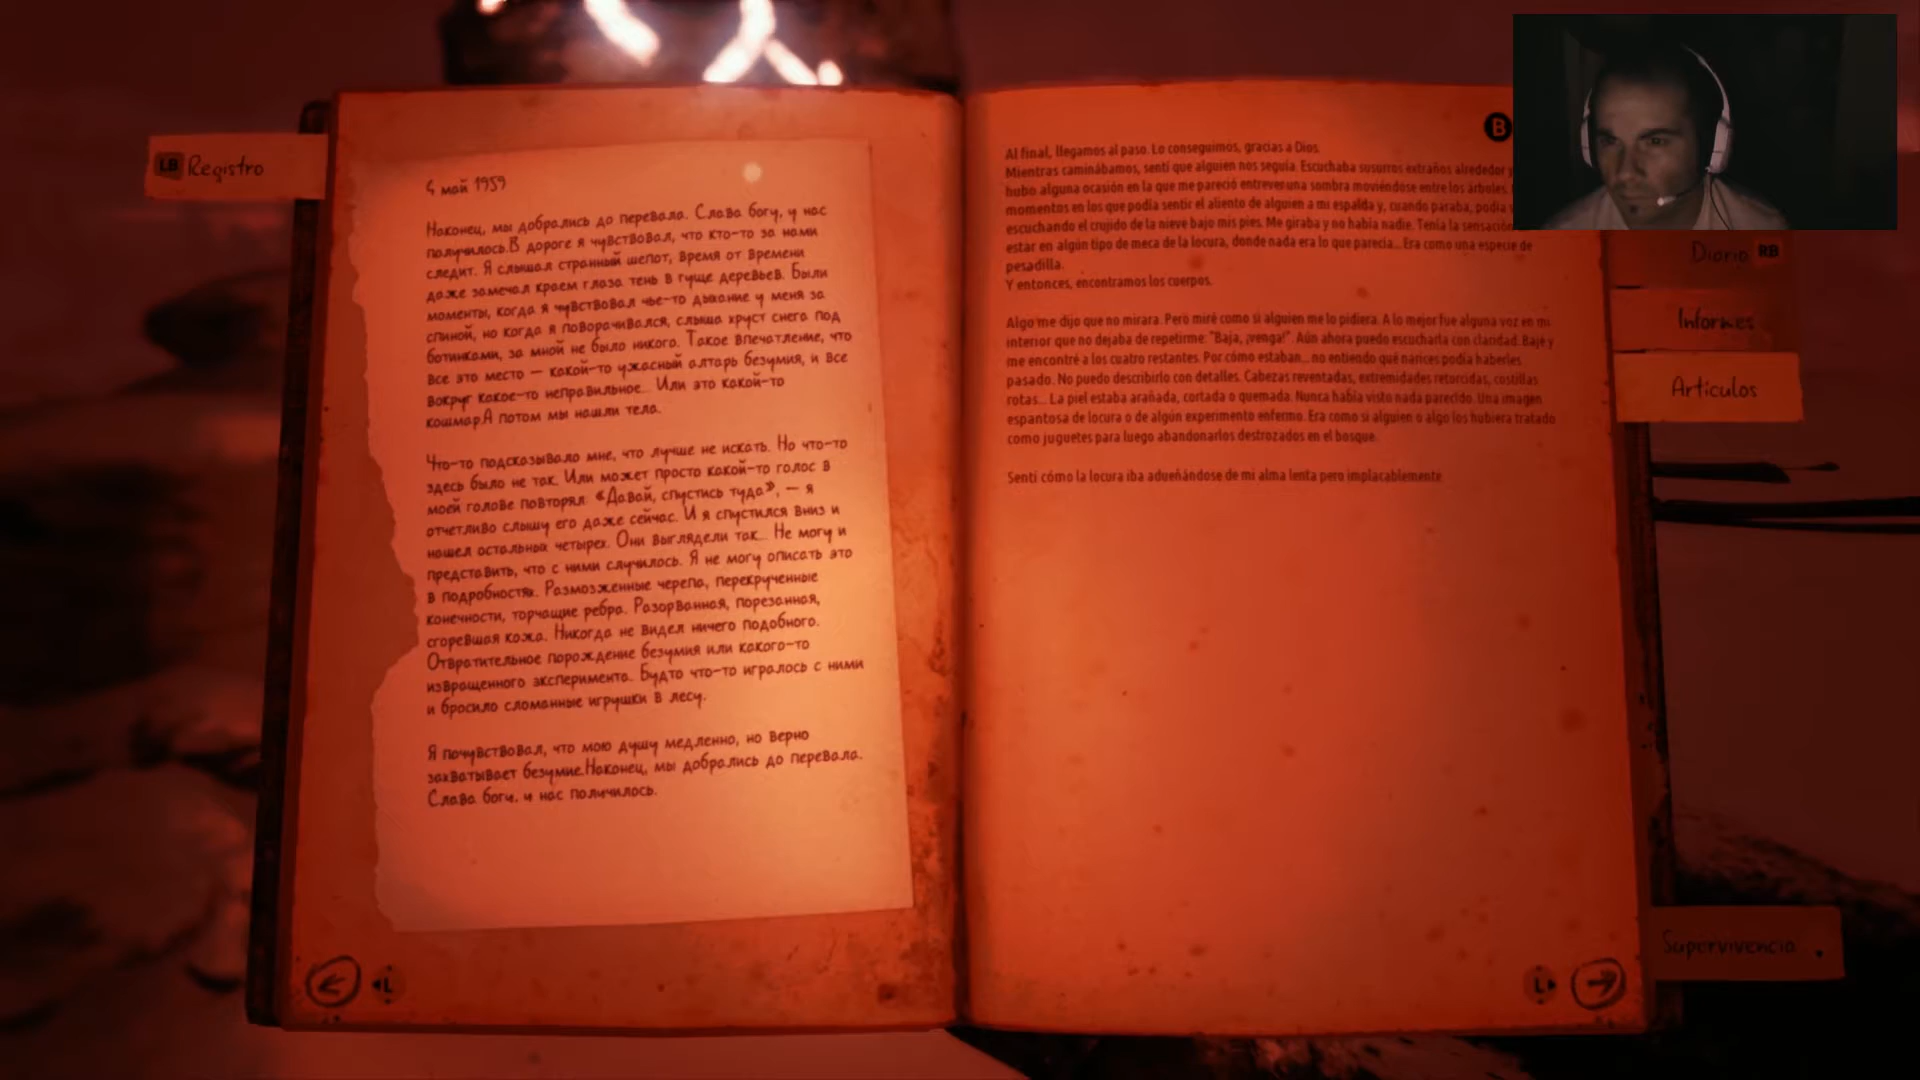 LB Registro
4 май 1959
Наконец, мы добрались до перевала. Слава богу, у нас
получилось.В дороге я чувствовал, что кто-то за нами
следит. Я слышал странный шепот, время от времени
даже замечал краем глаза тень в гуще деревьев. Были
моменты, когда я чувствовал чье-то дыхание у меня за
спиной, но когда я поворачивался, слыша хруст снега под
ботинками, за мной не было никого. Такое впечатление, что
все это место — какой-то ужасный алтарь безумия, и все
вокруг какое-то неправильное... Или это какой-то
кошмар.А потом мы нашли тела.
Что-то подсказывало мне, что лучше не искать. Но что-то
здесь было не так. Или может просто какой-то голос в
моей голове повторял: «Давай, спустись туда», — я
отчетливо слышу его даже сейчас. И я спустился вниз и
нашел остальных четырех. Они выглядели так... Не могу и
представить, что с ними случилось. Я не могу описать это
в подробностях. Размозженные черепа, перекрученные
конечности, торчащие ребра. Разорванная, порезанная,
сгоревшая кожа. Никогда не видел ничего подобного.
Отвратительное порождение безумия или какого-то
извращенного эксперимента. Будто что-то игралось с ними
и бросило сломанные игрушки в лесу.
Я почувствовал, что мою душу медленно, но верно
захватывает безумие.Наконец, мы добрались до перевала.
Слава богу, у нас получилось.
L
B
Al final, llegamos al paso. Lo conseguimos, gracias a Dios.
Mientras caminábamos, sentí que alguien nos seguía. Escuchaba susurros extraños alrededor y
hubo alguna ocasión en la que me pareció entrever una sombra moviéndose entre los árboles.
momentos en los que podía sentir el aliento de alguien a mi espalda y, cuando paraba, podía
escuchando el crujido de la nieve bajo mis pies. Me giraba y no había nadie. Tenía la sensación
estar en algún tipo de meca de la locura, donde nada era lo que parecía... Era como una especie de
pesadilla.
Y entonces, encontramos los cuerpos.
Algo me dijo que no mirara. Pero miré como si alguien me lo pidiera. A lo mejor fue alguna voz en mi
interior que no dejaba de repetirme: "Baja, ¡venga!". Aún ahora puedo escucharla con claridad. Bajé y
me encontré a los cuatro restantes. Por cómo estaban... no entiendo qué narices podía haberles
pasado. No puedo describirlo con detalles. Cabezas reventadas, extremidades retorcidas, costillas
rotas... La piel estaba arañada, cortada o quemada. Nunca había visto nada parecido. Una imagen
espantosa de locura o de algún experimento enfermo. Era como si alguien o algo los hubiera tratado
como juguetes para luego abandonarlos destrozados en el bosque.
Sentí cómo la locura iba adueñándose de mi alma lenta pero implacablemente.
Diario RB
Informes
Artículos
Supervivencia
L